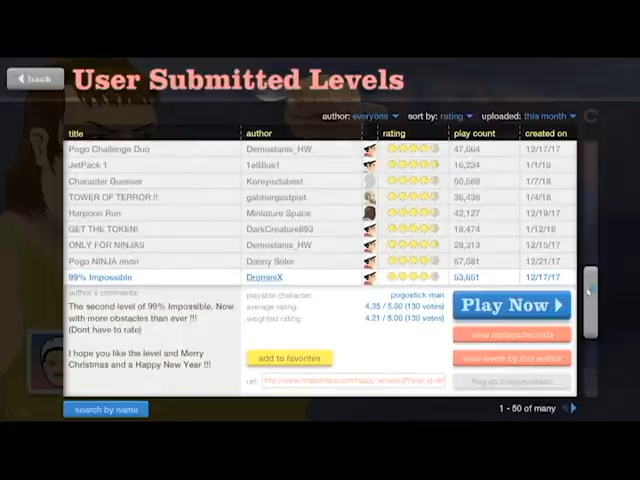 back
User Submitted Levels
author: everyone sort by: rating uploaded: this month
title author rating play count created on
Pogo Challenge Duo Demostanis_HW 47,664 12/17/17
JetPack 1 1elBlue1 16,234 1/1/18
Character Guesser Koreyisdabest 50,569 1/7/18
TOWER OF TERROR !! gabbergastpiet 36,436 1/4/18
Harpoon Run Miniature Space 42,127 12/19/17
GET THE TOKEN! DarkCreature893 18,474 1/12/18
ONLY FOR NINJAS Demostanis_HW 28,313 12/15/17
Pogo NINJA neon Danny Soler 57,081 12/21/17
99% Impossible DrominiX 53,651 12/17/17
author's comments:
The second level of 99% Impossible. Now
with more obstacles than ever !!!
(Dont have to rate)
I hope you like the level and Merry
Christmas and a Happy New Year !!!
playable character: pogostick man
average rating: 4.35 / 5.00 (130 votes)
weighted rating: 4.21 / 5.00 (130 votes)
add to favorites
url:
Play Now
view replays/records
view levels by this author
flag as inappropriate
search by name
1 - 50 of many